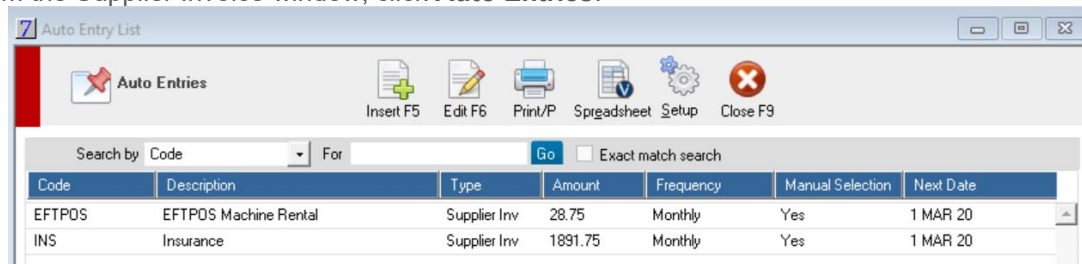 Auto Entry List
Auto Entries
Insert F5 Edit F6 Print/P Spreadsheet Setup Close F9
Search by Code For Go Exact match search
Code Description Type Amount Frequency Manual Selection Next Date
EFTPOS EFTPOS Machine Rental Supplier Inv 28.75 Monthly Yes 1 MAR 20
INS Insurance Supplier Inv 1891.75 Monthly Yes 1 MAR 20